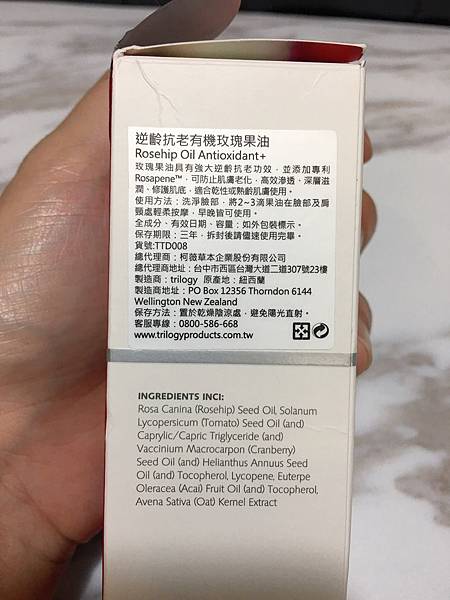 逆齡抗老有機玫瑰果油
Rosehip Oil Antioxidant+
玫瑰果油具有強大逆齡抗老功效，並添加專利
Rosapene™，可防止肌膚老化，高效滲透、深層滋
潤、修護肌底，適合乾性或熟齡肌膚使用。
使用方法：洗淨臉部，將2~3滴果油在臉部及肩
頸處輕柔按摩，早晚皆可使用。
全成分、有效日期、容量：如外包裝標示。
保存期限：三年，拆封後請儘速使用完畢。
貨號:TTD008
總代理商：柯薇草本企業股份有限公司
總代理商地址：台中市西區台灣大道二道307號23樓
製造商：trilogy 原產地：紐西蘭
製造商地址：PO Box 12356 Thorndon 6144
Wellington New Zealand
保存方法：置於乾燥陰涼處，避免陽光直射。
客服專線：0800-586-668
www.trilogyproducts.com.tw
INGREDIENTS INCI:
Rosa Canina (Rosehip) Seed Oil, Solanum
Lycopersicum (Tomato) Seed Oil (and)
Caprylic/Capric Triglyceride (and)
Vaccinium Macrocarpon (Cranberry)
Seed Oil (and) Helianthus Annuus Seed
Oil (and) Tocopherol, Lycopene, Euterpe
Oleracea (Acai) Fruit Oil (and) Tocopherol,
Avena Sativa (Oat) Kernel Extract